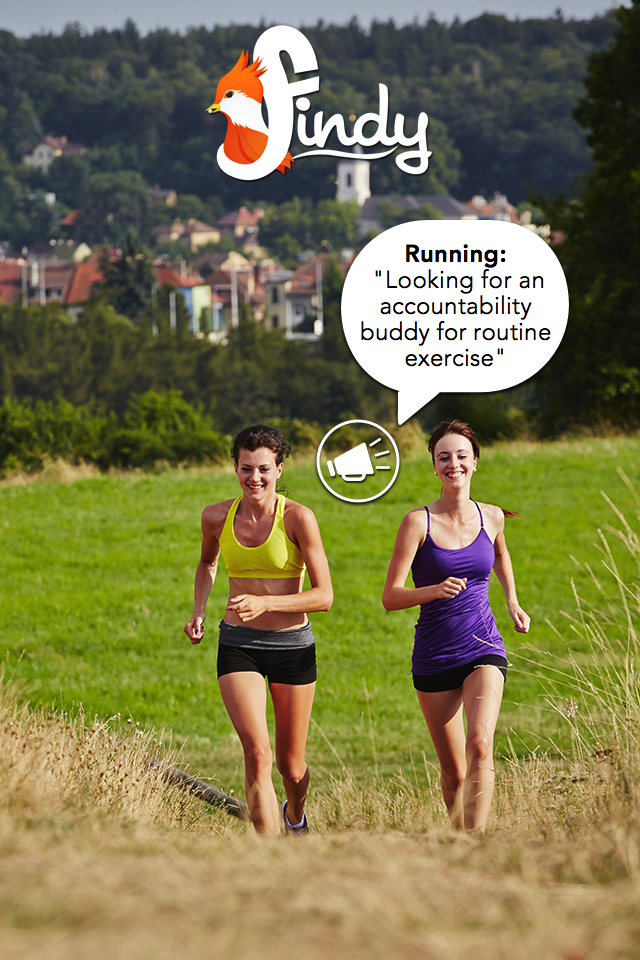 findy
Running:
"Looking for an
accountability
buddy for routine
exercise"